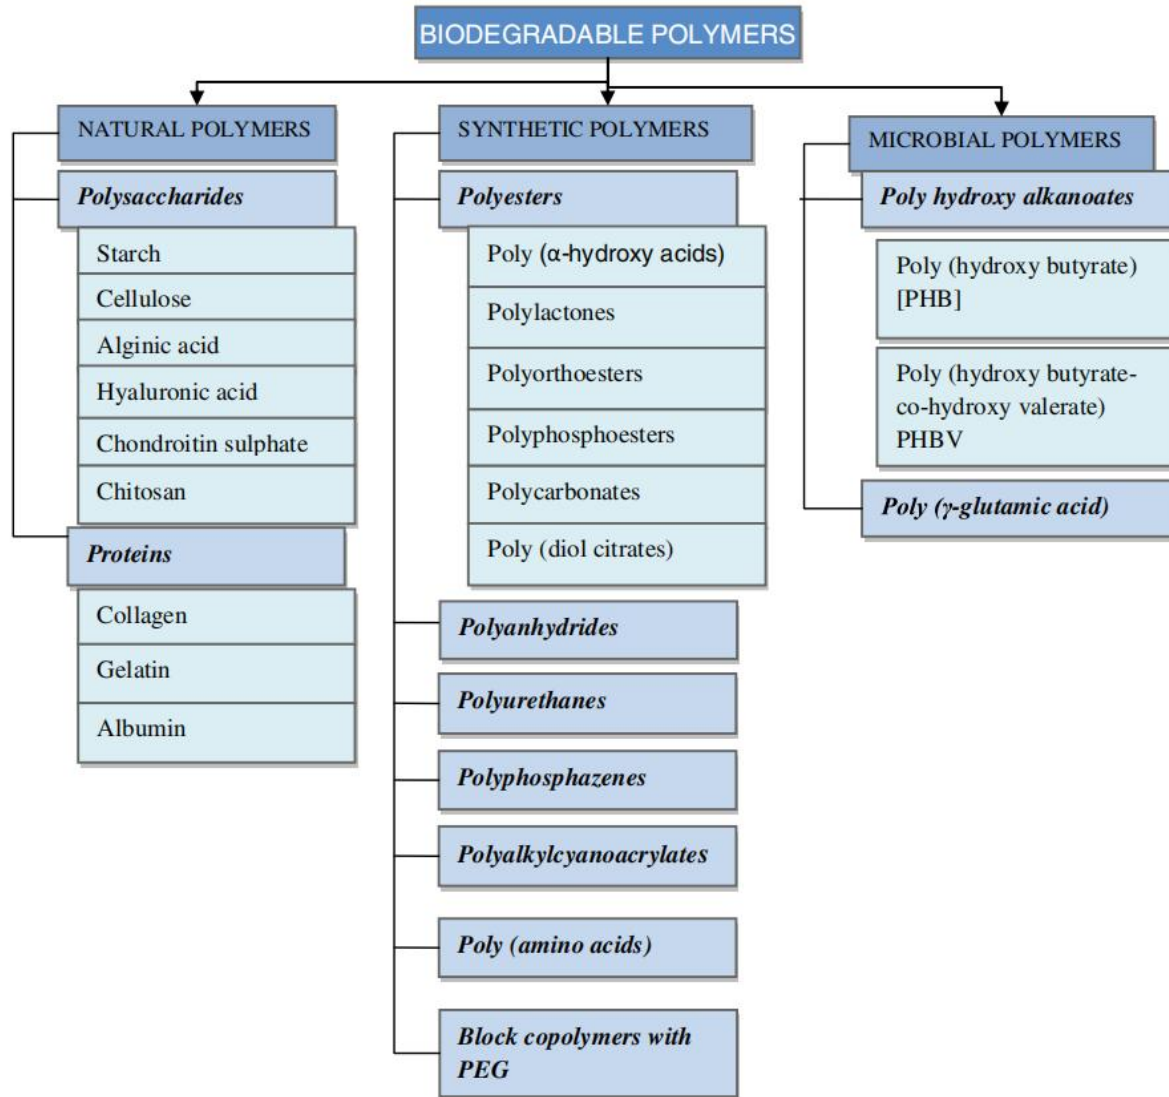 BIODEGRADABLE POLYMERS
NATURAL POLYMERS
Polysaccharides
Starch
Cellulose
Alginic acid
Hyaluronic acid
Chondroitin sulphate
Chitosan
Proteins
Collagen
Gelatin
Albumin
SYNTHETIC POLYMERS
Polyesters
Poly (α-hydroxy acids)
Polylactones
Polyorthoesters
Polyphosphoesters
Polycarbonates
Poly (diol citrates)
Polyanhydrides
Polyurethanes
Polyphosphazenes
Polyalkylcyanoacrylates
Poly (amino acids)
Block copolymers with
PEG
MICROBIAL POLYMERS
Poly hydroxy alkanoates
Poly (hydroxy butyrate)
[PHB]
Poly (hydroxy butyrate-
co-hydroxy valerate)
PHBV
Poly (γ-glutamic acid)